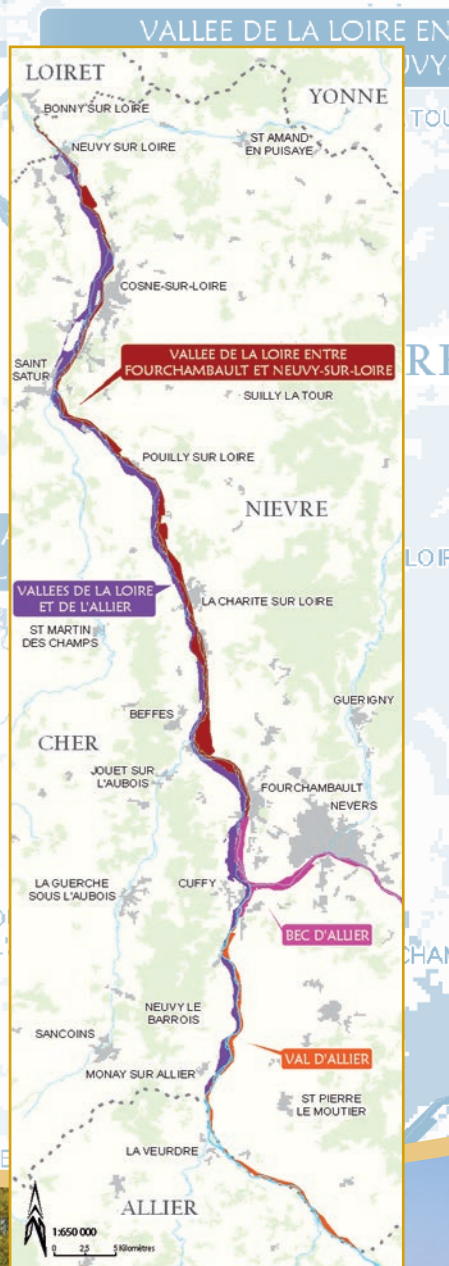 VALLEE DE LA LOIRE EN
UVY
LOIRET
YONNE
BONNY SUR LOIRE
TOU
ST AMAND
EN PUISAYE
NEUVY SUR LOIRE
COSNE-SUR-LOIRE
VALLEE DE LA LOIRE ENTRE
FOURCHAMBAULT ET NEUVY-SUR-LOIRE
SAINT
SATUR
SUILLY LA TOUR
POUILLY SUR LOIRE
NIEVRE
LOIR
VALLEES DE LA LOIRE
ET DE L'ALLIER
LA CHARITE SUR LOIRE
ST MARTIN
DES CHAMPS
GUERIGNY
BEFFES
CHER
JOUET SUR
L'AUBOIS
FOURCHAMBAULT
NEVERS
LA GUERCHE
SOUS L'AUBOIS
CUFFY
BEC D'ALLIER
CHAM
NEUVY LE
BARROIS
SANCOINS
VAL D'ALLIER
MONAY SUR ALLIER
ST PIERRE
LE MOUTIER
LA VEURDRE
ALLIER
1:650 000
0 2,5 5 Kilomètres